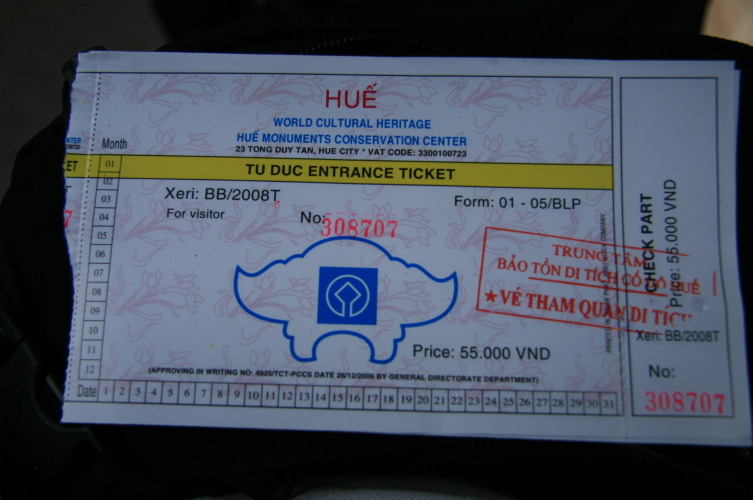 HUẾ
WORLD CULTURAL HERITAGE
HUẾ MONUMENTS CONSERVATION CENTER
23 TONG DUY TAN, HUE CITY * VAT CODE: 3300100723
TU DUC ENTRANCE TICKET
Xeri: BB/2008T
Form: 01 - 05/BLP
For visitor
No: 308707
TRUNG TÂM
BẢO TỒN DI TÍCH CỐ ĐÔ HUẾ
★ VÉ THAM QUAN DI TÍCH
Price: 55.000 VND
(APPROVING IN WRITING NO: 4925/TCT-PCCS DATE 26/12/2006 BY GENERAL DIRECTORATE DEPARTMENT)
Month
01
02
03
04
05
06
07
08
09
10
11
12
Date 1 2 3 4 5 6 7 8 9 10 11 12 13 14 15 16 17 18 19 20 21 22 23 24 25 26 27 28 29 30 31
CHECK PART
Price: 55.000 VND
Xeri: BB/2008T
No:
308707
NTER
ET
T
7